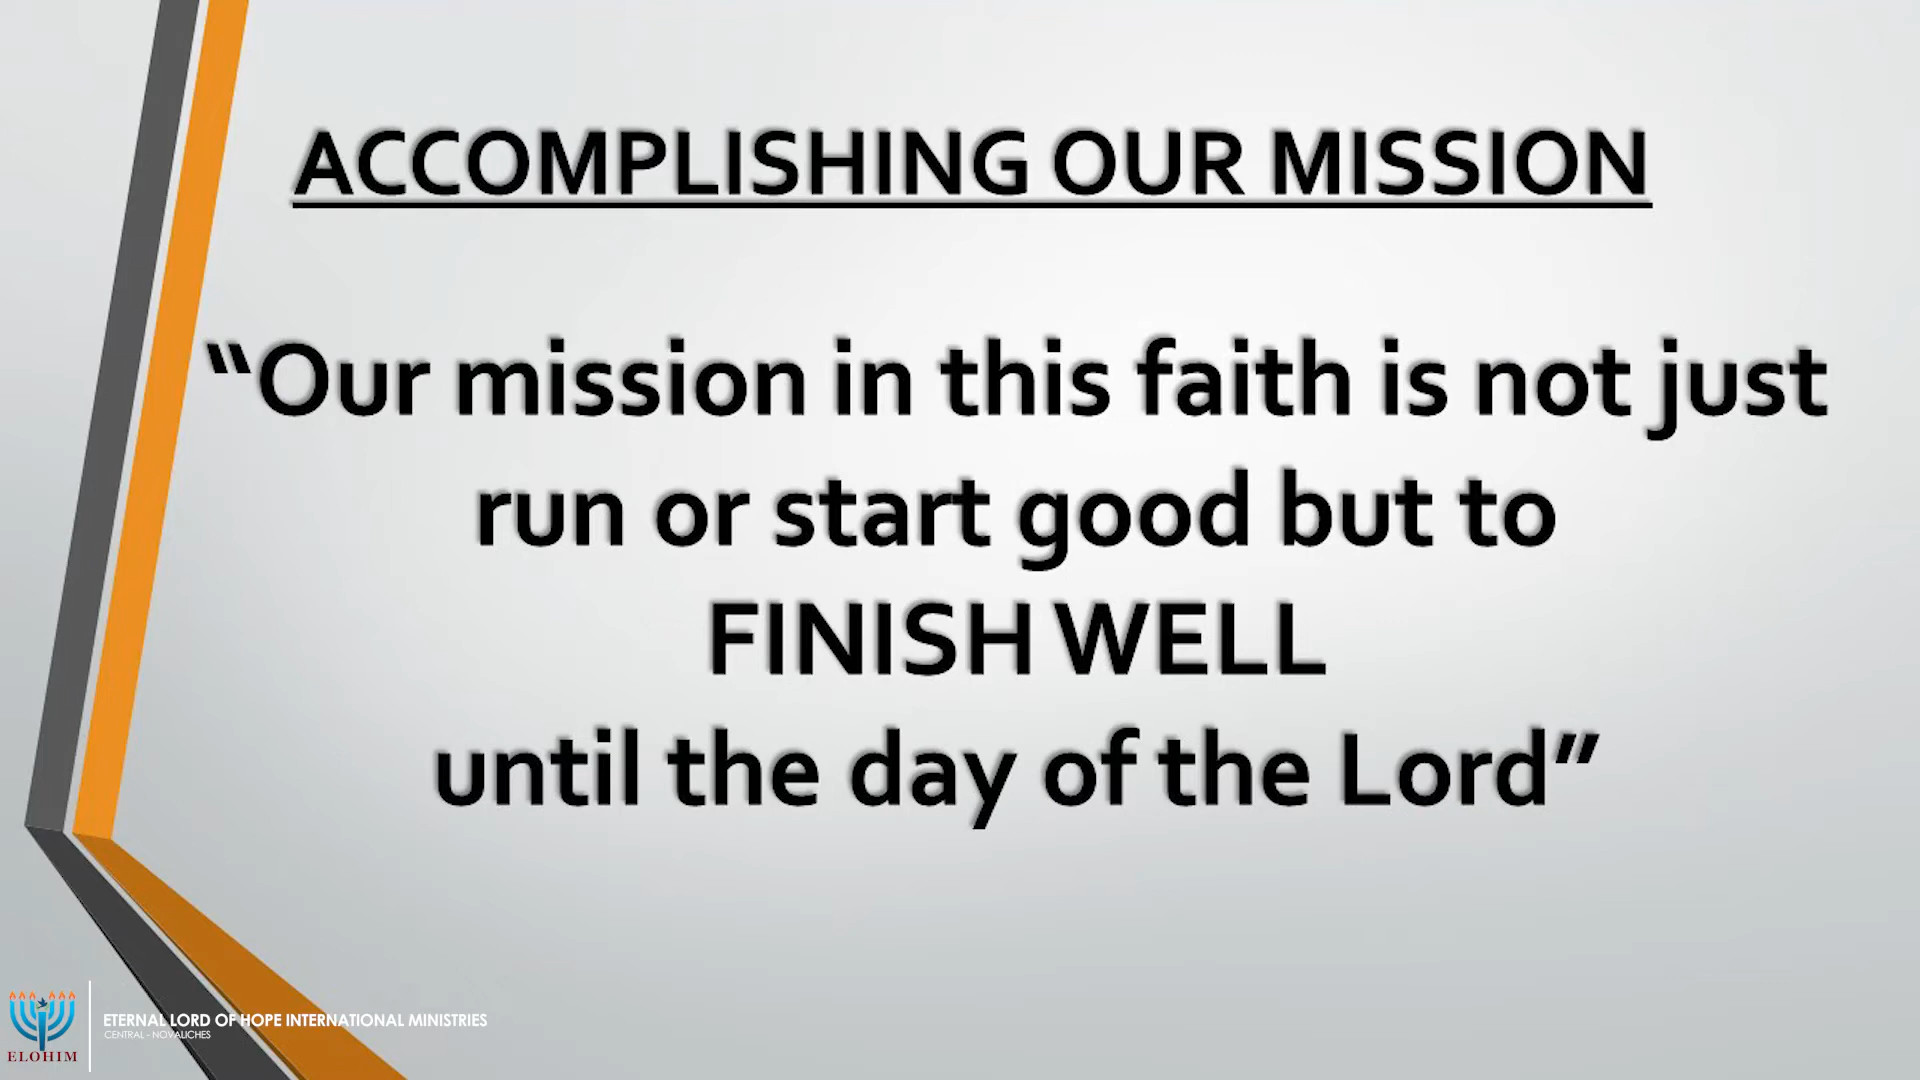 ACCOMPLISHING OUR MISSION
“Our mission in this faith is not just
run or start good but to
FINISH WELL
until the day of the Lord”
ETERNAL LORD OF HOPE INTERNATIONAL MINISTRIES
CENTRAL - NOVALICHES
ELOHIM